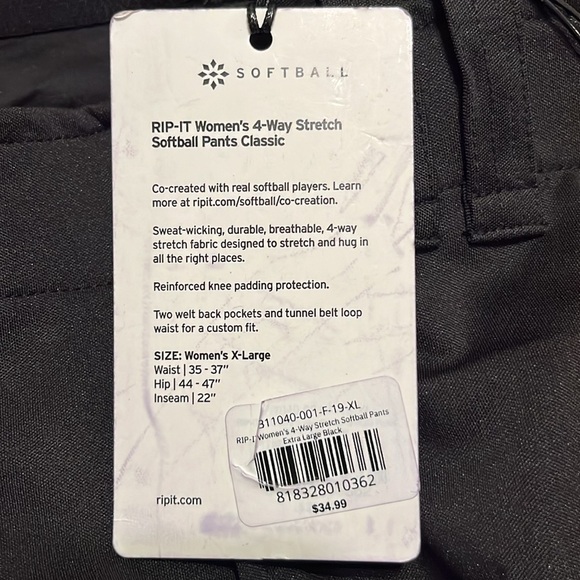 SOFTBALL
RIP-IT Women's 4-Way Stretch
Softball Pants Classic
Co-created with real softball players. Learn
more at ripit.com/softball/co-creation.
Sweat-wicking, durable, breathable, 4-way
stretch fabric designed to stretch and hug in
all the right places.
Reinforced knee padding protection.
Two welt back pockets and tunnel belt loop
waist for a custom fit.
SIZE: Women's X-Large
Waist | 35 - 37"
Hip | 44 - 47"
Inseam | 22"
311040-001-F-19-XL
RIP-IT Women's 4-Way Stretch Softball Pants
Extra Large Black
818328010362
$34.99
ripit.com